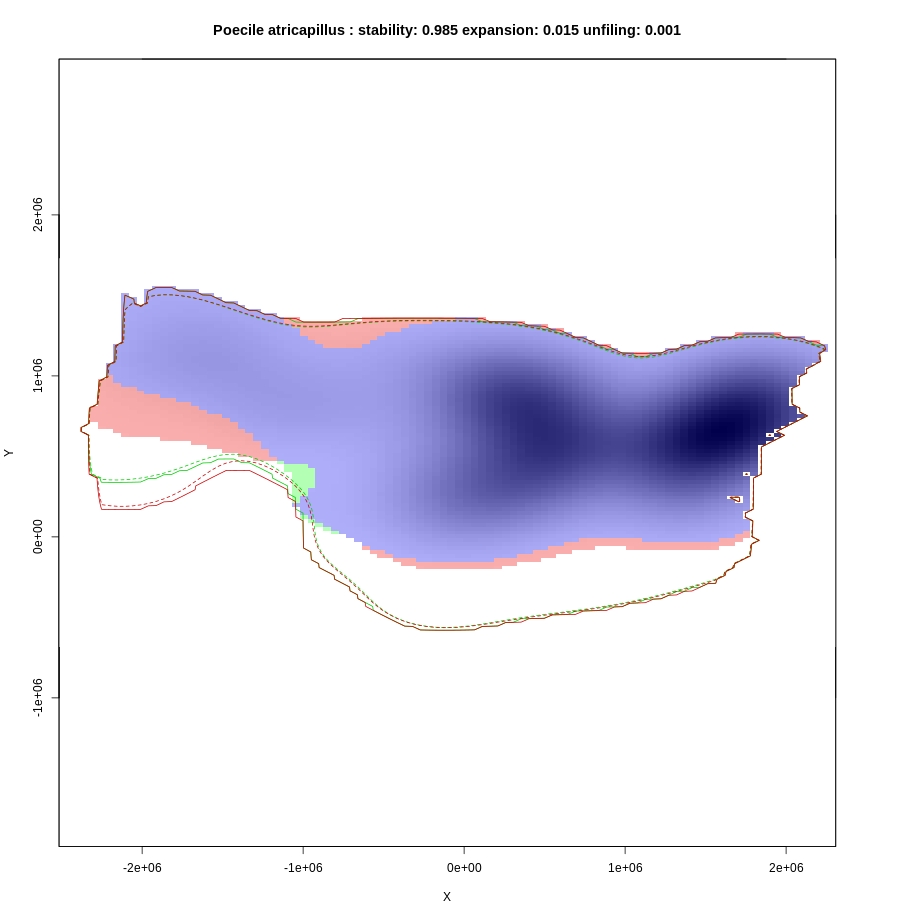 Poecile atricapillus : stability: 0.985 expansion: 0.015 unfiling: 0.001
2e+06
1e+06
0e+00
-1e+06
Y
-2e+06 -1e+06 0e+00 1e+06 2e+06
X